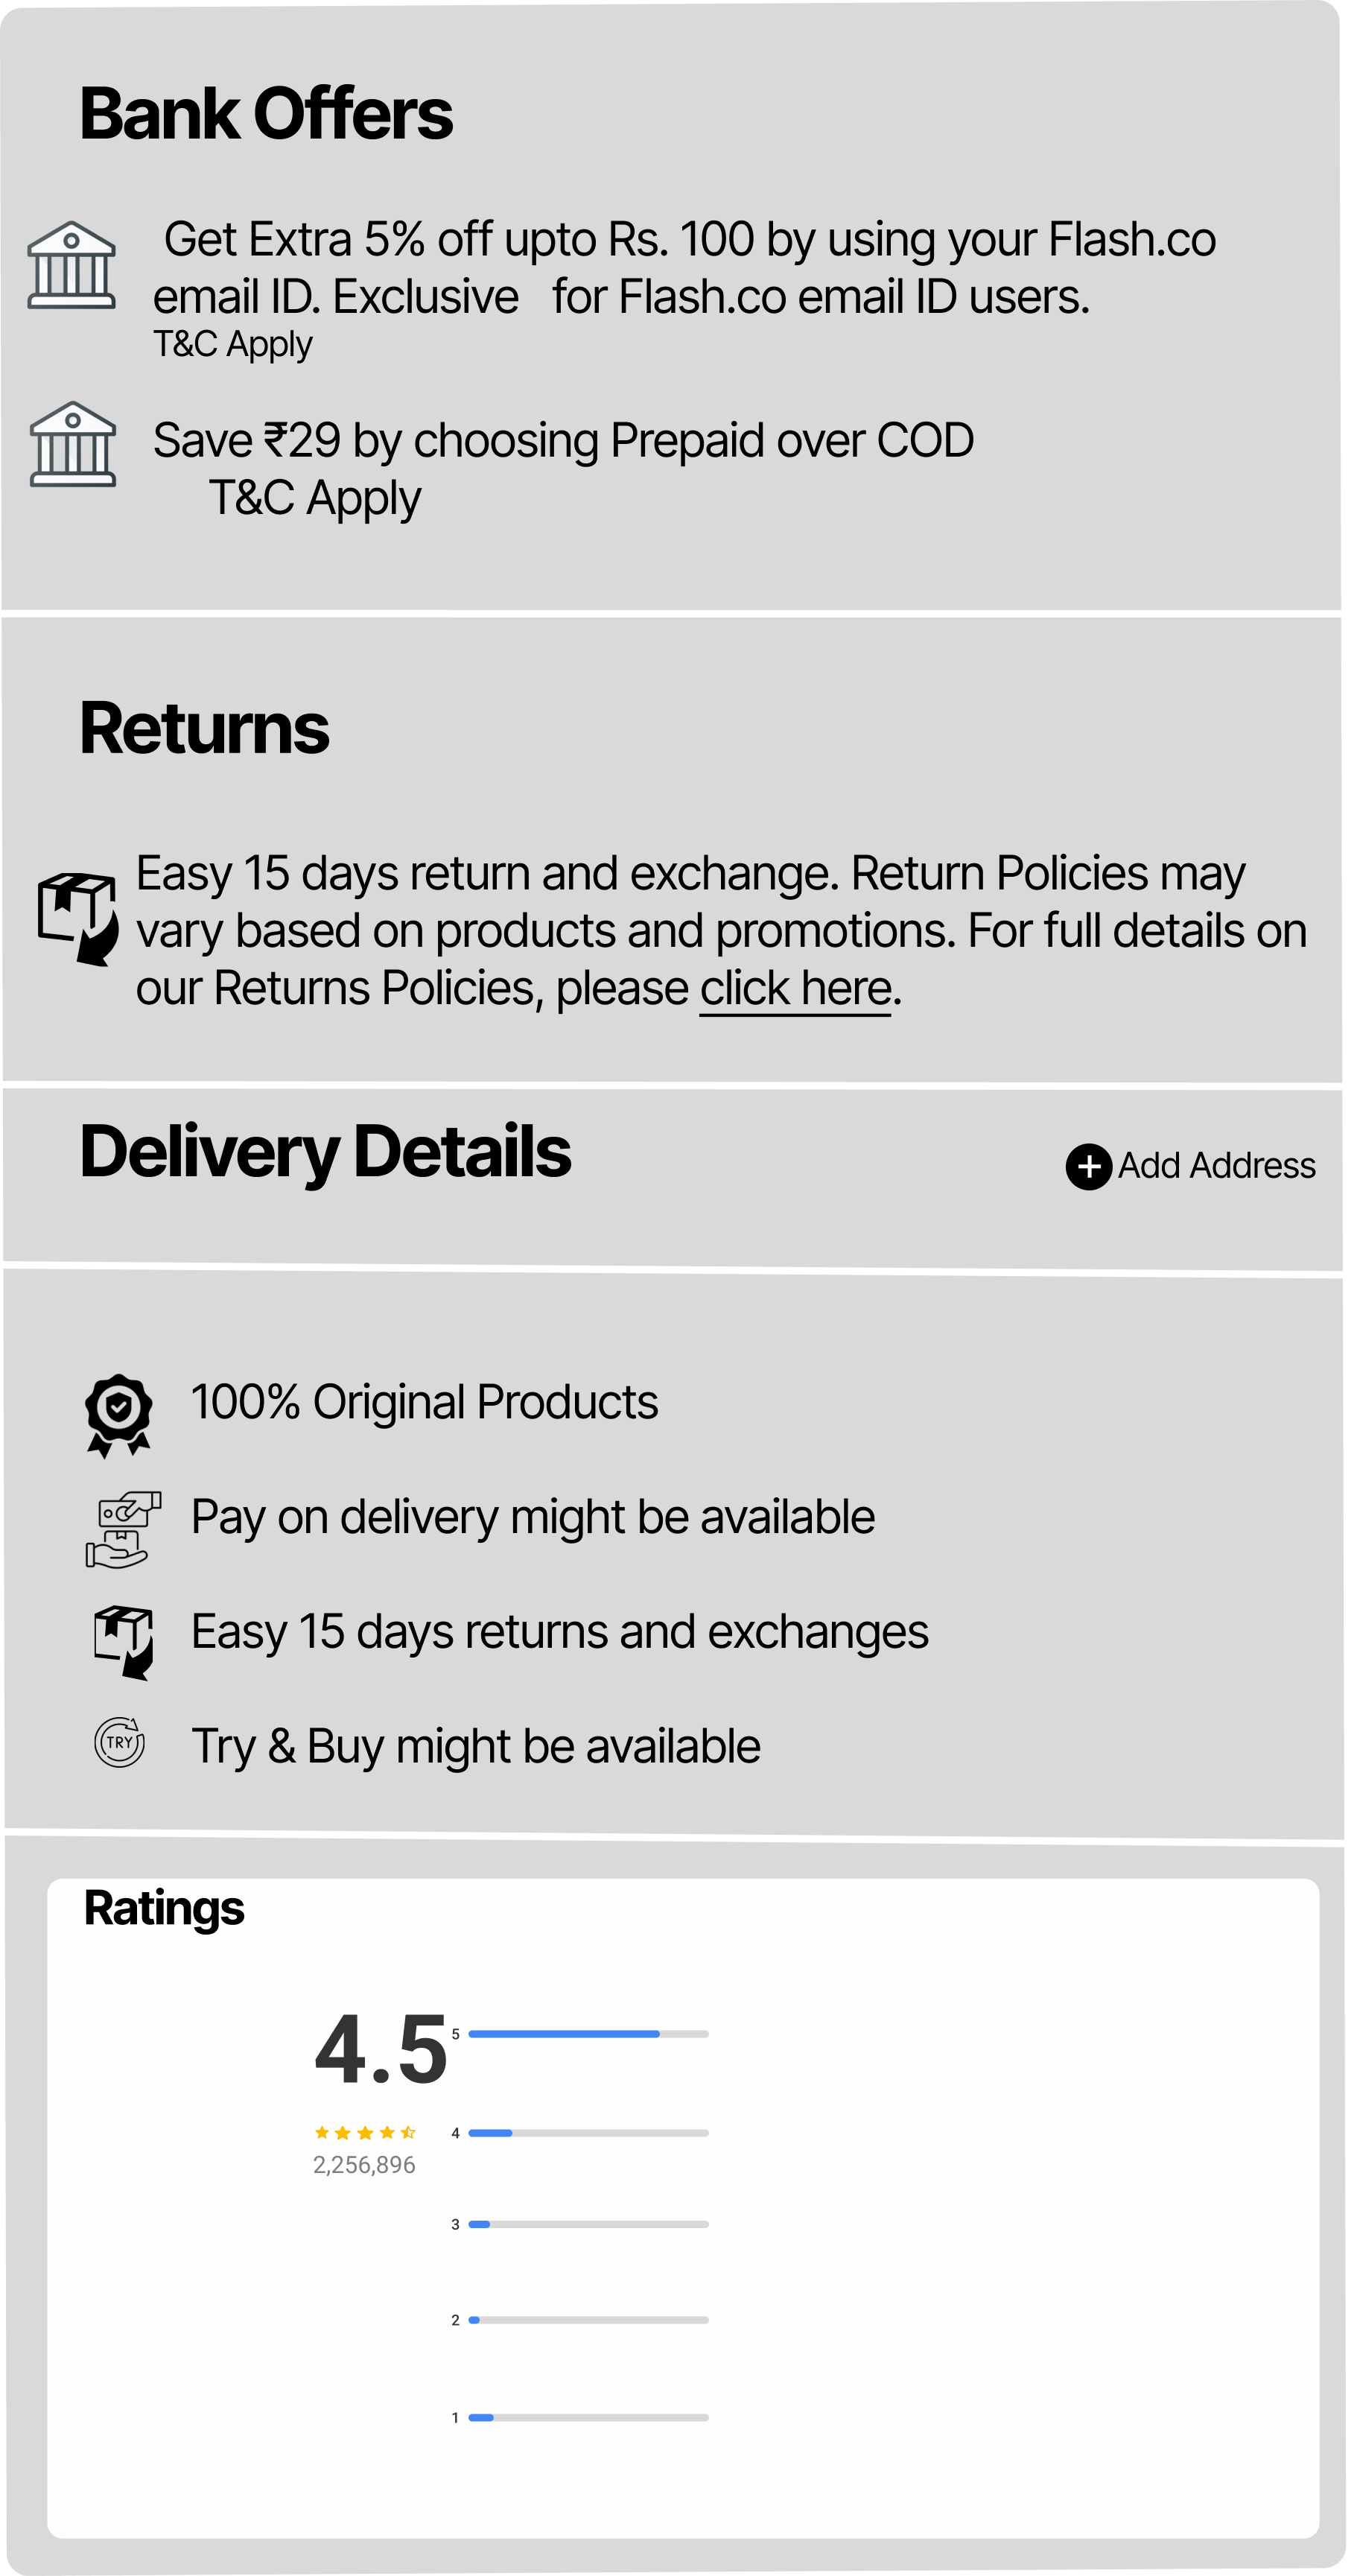 Bank Offers
Get Extra 5% off upto Rs. 100 by using your Flash.co
email ID. Exclusive   for Flash.co email ID users.
T&C Apply
Save ₹29 by choosing Prepaid over COD
T&C Apply
Returns
Easy 15 days return and exchange. Return Policies may
vary based on products and promotions. For full details on
our Returns Policies, please click here.
Delivery Details
Add Address
100% Original Products
Pay on delivery might be available
Easy 15 days returns and exchanges
TRY
Try & Buy might be available
Ratings
4.5
2,256,896
5
4
3
2
1